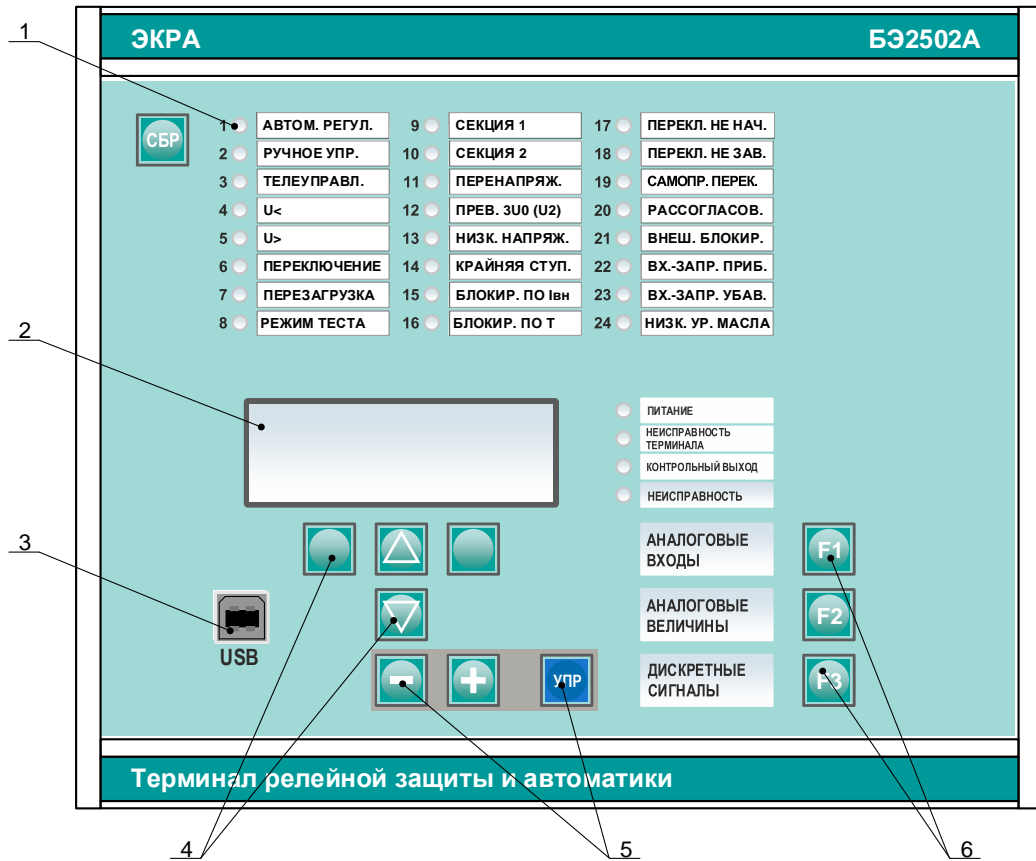 ЭКРА БЭ2502А
1
СБР
1 АВТОМ. РЕГУЛ. 9 СЕКЦИЯ 1 17 ПЕРЕКЛ. НЕ НАЧ.
2 РУЧНОЕ УПР. 10 СЕКЦИЯ 2 18 ПЕРЕКЛ. НЕ ЗАВ.
3 ТЕЛЕУПРАВЛ. 11 ПЕРЕНАПРЯЖ. 19 САМОПР. ПЕРЕК.
4 U< 12 ПРЕВ. 3U0 (U2) 20 РАССОГЛАСОВ.
5 U> 13 НИЗК. НАПРЯЖ. 21 ВНЕШ. БЛОКИР.
6 ПЕРЕКЛЮЧЕНИЕ 14 КРАЙНЯЯ СТУП. 22 ВХ.-ЗАПР. ПРИБ.
7 ПЕРЕЗАГРУЗКА 15 БЛОКИР. ПО Iвн 23 ВХ.-ЗАПР. УБАВ.
8 РЕЖИМ ТЕСТА 16 БЛОКИР. ПО Т 24 НИЗК. УР. МАСЛА
2
ПИТАНИЕ
НЕИСПРАВНОСТЬ
ТЕРМИНАЛА
КОНТРОЛЬНЫЙ ВЫХОД
НЕИСПРАВНОСТЬ
3
АНАЛОГОВЫЕ
ВХОДЫ
F1
АНАЛОГОВЫЕ
ВЕЛИЧИНЫ
F2
USB
УПР
ДИСКРЕТНЫЕ
СИГНАЛЫ
F3
Терминал релейной защиты и автоматики
4 5 6